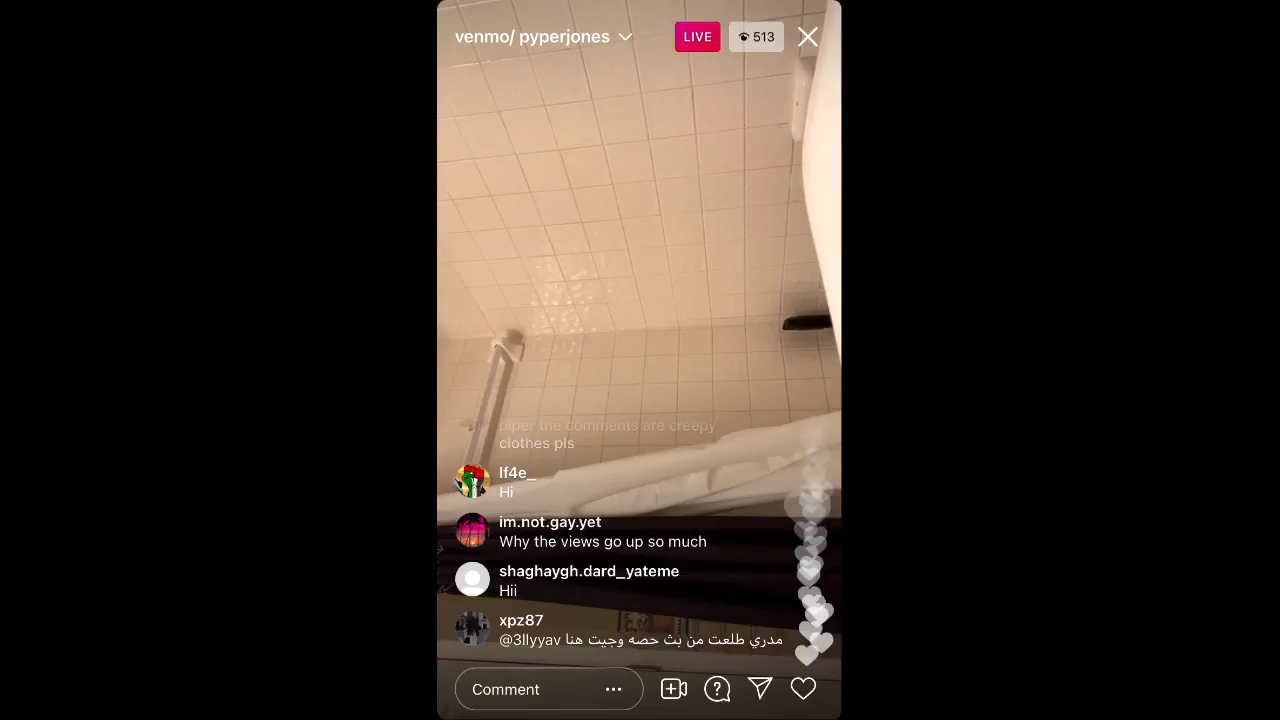 venmo/ pyperjones
LIVE
513
piper the comments are creepy
clothes pls
lf4e_
Hi
im.not.gay.yet
Why the views go up so much
shaghaygh.dard_yateme
Hii
xpz87
@3llyyav مدري طلعت من بث حصه وجيت هنا
Comment